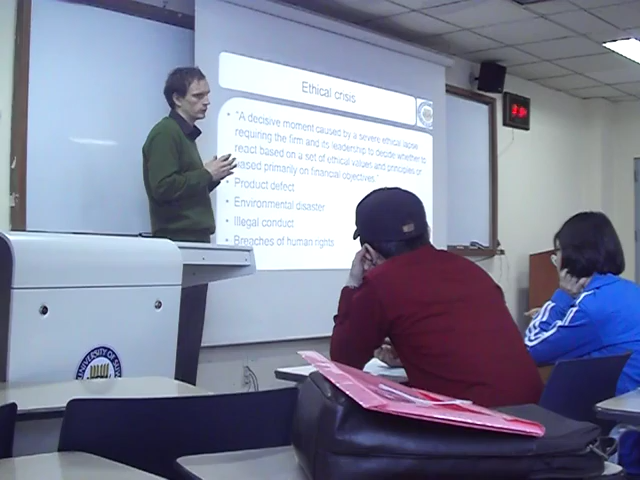 Ethical crisis
• "A decisive moment caused by a severe ethical lapse
requiring the firm and its leadership to decide whether to
react based on a set of ethical values and principles or
based primarily on financial objectives."
• Product defect
• Environmental disaster
• Illegal conduct
• Breaches of human rights
UNIVERSITY OF